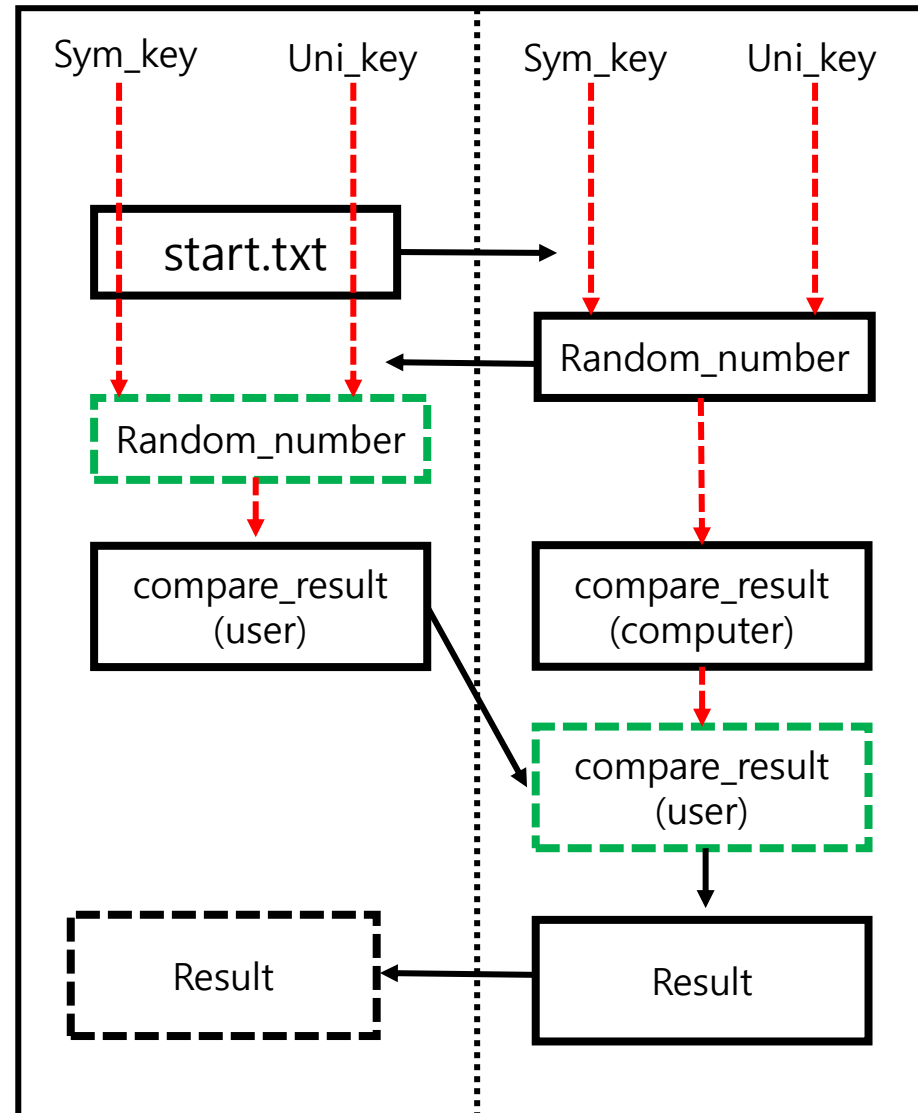 Sym_key
Uni_key
Sym_key
Uni_key
start.txt
Random_number
Random_number
compare_result
(user)
compare_result
(computer)
compare_result
(user)
Result
Result